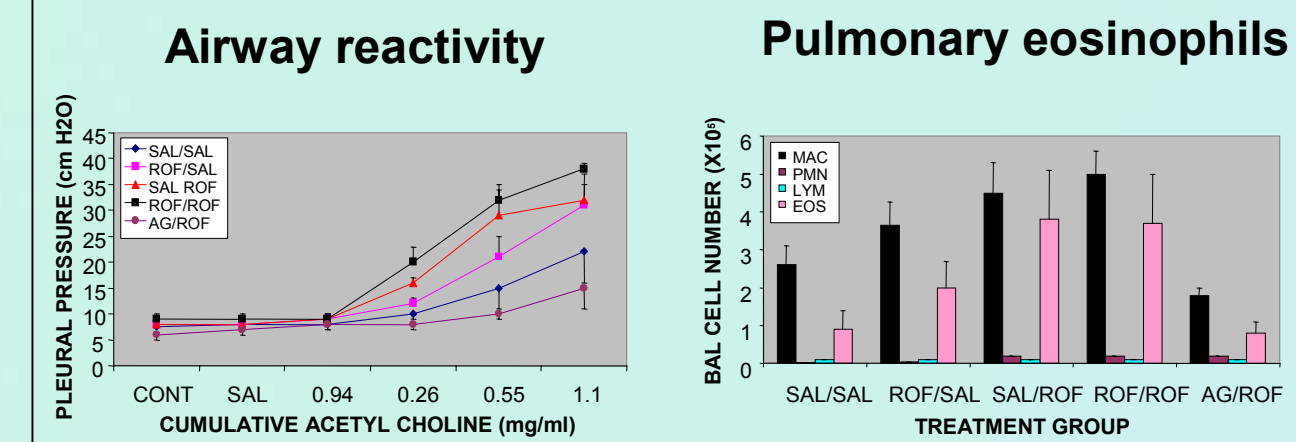 Airway reactivity
PLEURAL PRESSURE (cm H2O)
45
40
35
30
25
20
15
10
5
0
SAL/SAL
ROF/SAL
SAL ROF
ROF/ROF
AG/ROF
CONT SAL 0.94 0.26 0.55 1.1
CUMULATIVE ACETYL CHOLINE (mg/ml)
Pulmonary eosinophils
BAL CELL NUMBER (X10⁵)
6
5
4
3
2
1
0
MAC
PMN
LYM
EOS
SAL/SAL ROF/SAL SAL/ROF ROF/ROF AG/ROF
TREATMENT GROUP